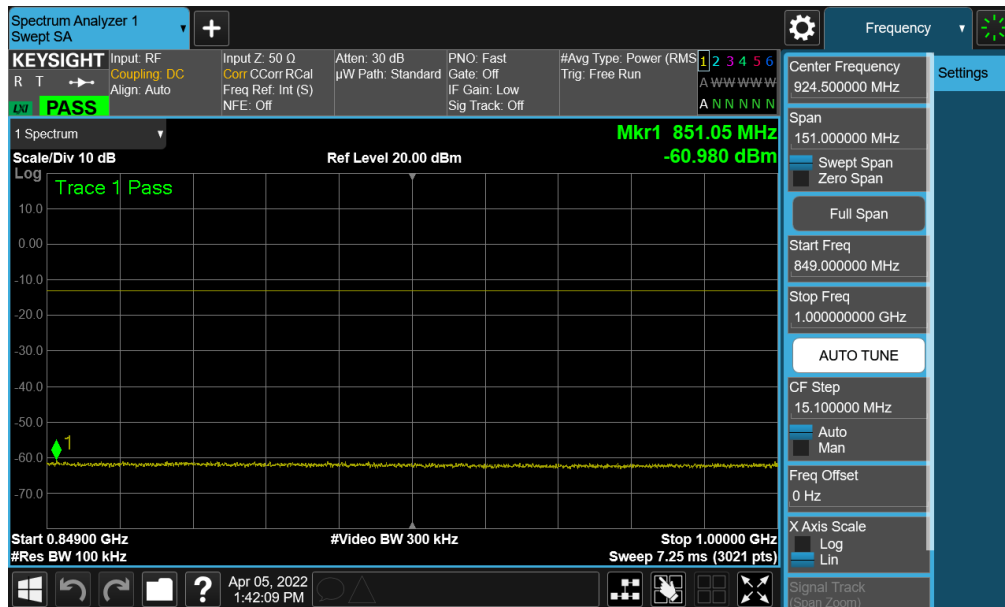 Spectrum Analyzer 1
Swept SA
Frequency
KEYSIGHT
R T
LXI PASS
Input: RF
Coupling: DC
Align: Auto
Input Z: 50 Ω
Corr CCorr RCal
Freq Ref: Int (S)
NFE: Off
Atten: 30 dB
µW Path: Standard
PNO: Fast
Gate: Off
IF Gain: Low
Sig Track: Off
#Avg Type: Power (RMS
Trig: Free Run
1 2 3 4 5 6
A W W W W W
A N N N N N
1 Spectrum
Scale/Div 10 dB
Ref Level 20.00 dBm
Mkr1 851.05 MHz
-60.980 dBm
Log
Trace 1 Pass
10.0
0.00
-10.0
-20.0
-30.0
-40.0
-50.0
-60.0
-70.0
1
Start 0.84900 GHz
#Res BW 100 kHz
#Video BW 300 kHz
Stop 1.00000 GHz
Sweep 7.25 ms (3021 pts)
?
Apr 05, 2022
1:42:09 PM
Center Frequency
924.500000 MHz
Span
151.000000 MHz
Swept Span
Zero Span
Full Span
Start Freq
849.000000 MHz
Stop Freq
1.000000000 GHz
AUTO TUNE
CF Step
15.100000 MHz
Auto
Man
Freq Offset
0 Hz
X Axis Scale
Log
Lin
Signal Track
(Span Zoom)
Settings